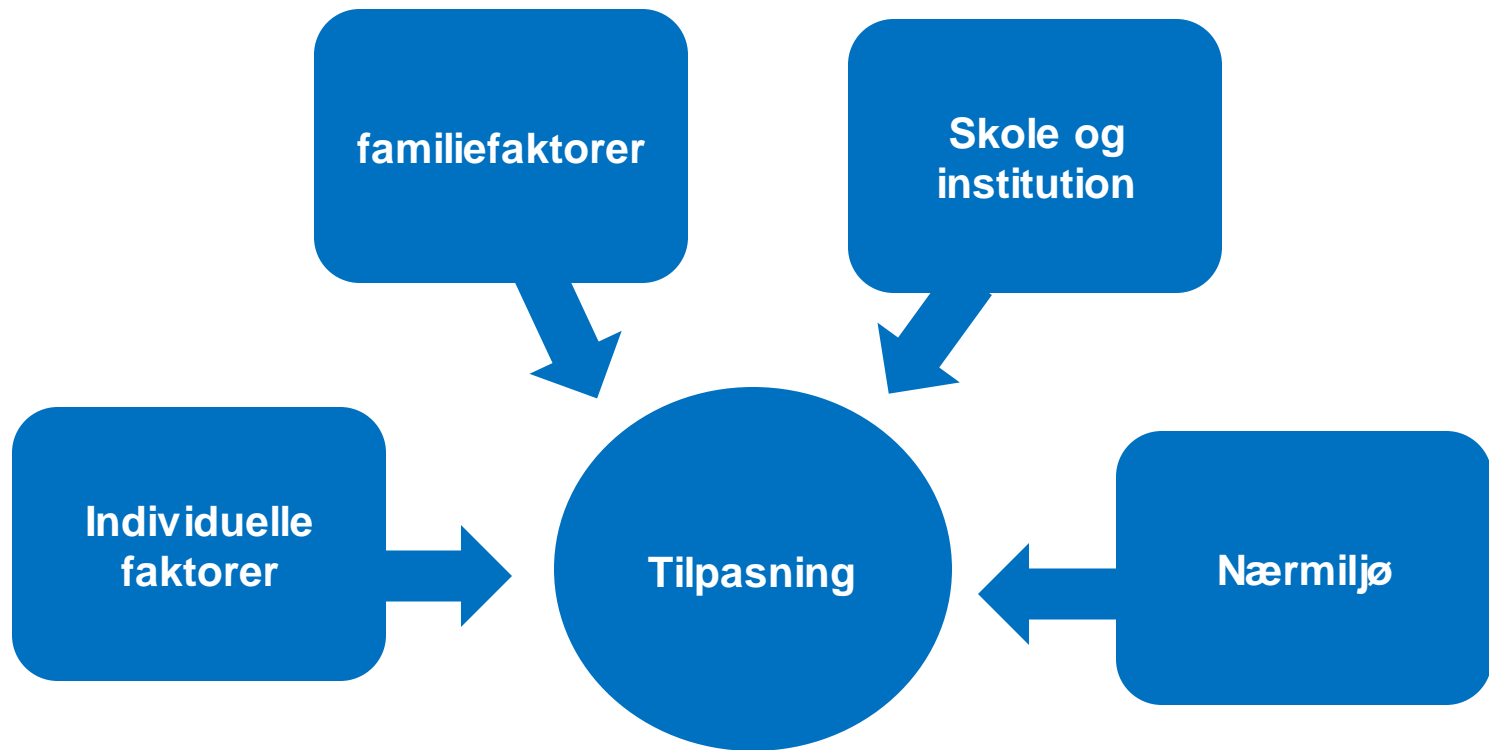 familiefaktorer
Skole og
institution
Individuelle
faktorer
Tilpasning
Nærmiljø